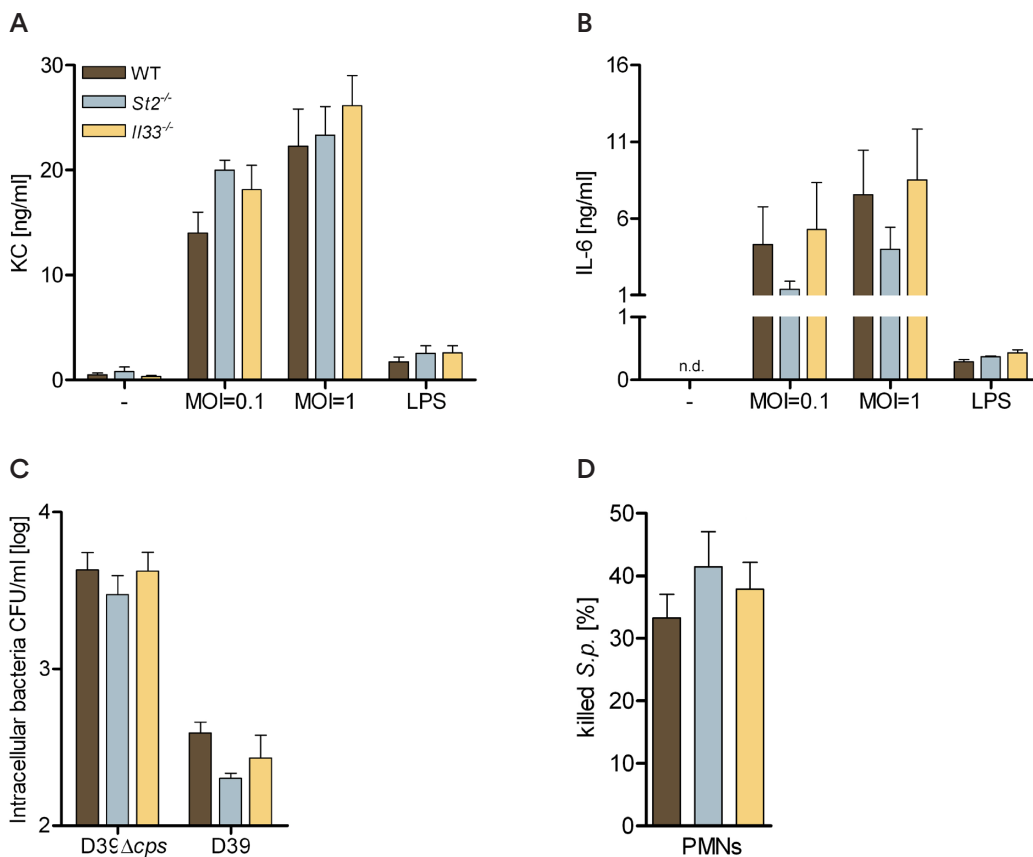 A
KC [ng/ml]
30
20
10
0
WT
St2-/-
Il33-/-
-
MOI=0.1
MOI=1
LPS
B
IL-6 [ng/ml]
16
11
6
1
1
0
n.d.
-
MOI=0.1
MOI=1
LPS
C
Intracellular bacteria CFU/ml [log]
4
3
2
D39Δcps
D39
D
killed S.p. [%]
50
40
30
20
10
0
PMNs